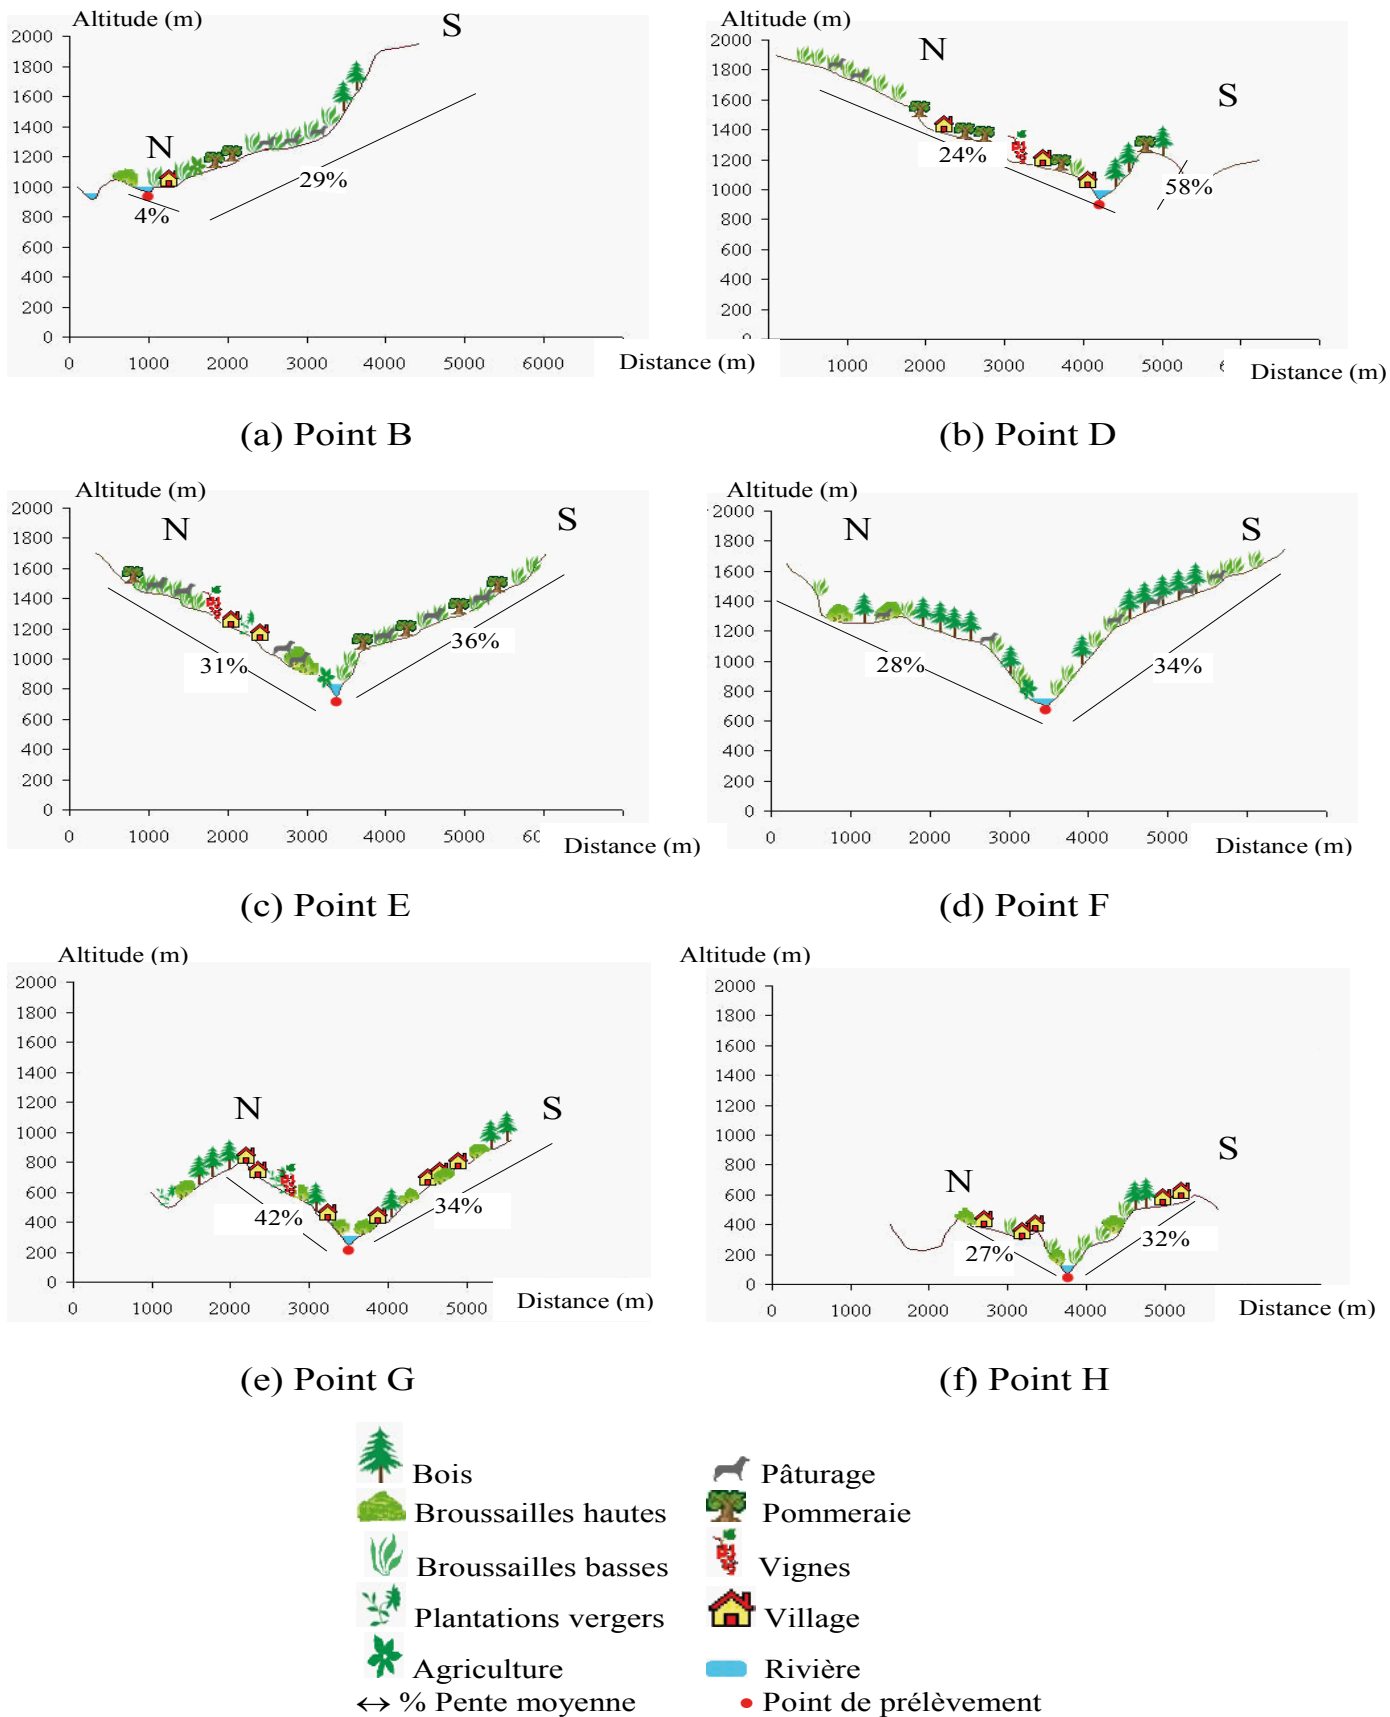 Altitude (m)
S
2000
1800
1600
1400
N
1200
1000
29%
4%
800
600
400
200
0
0 1000 2000 3000 4000 5000 6000
Distance (m)
(a) Point B
Altitude (m)
N
2000
1800
S
1600
1400
24%
1200
58%
1000
800
600
400
200
1000 2000 3000 4000 5000
Distance (m)
(b) Point D
Altitude (m)
N S
2000
1800
1600
1400
1200
36%
31%
1000
800
600
400
200
0
0 1000 2000 3000 4000 5000
Distance (m)
(c) Point E
Altitude (m)
N S
2000
1800
1600
1400
1200
28% 34%
1000
800
600
400
200
0
0 1000 2000 3000 4000 5000
Distance (m)
(d) Point F
Altitude (m)
2000
1800
1600
1400
1200
N S
1000
800
600
42% 34%
400
200
0
0 1000 2000 3000 4000 5000
Distance (m)
(e) Point G
Altitude (m)
2000
1800
1600
1400
1200
1000
S
800
N
600
400
27% 32%
200
0
0 1000 2000 3000 4000 5000
Distance (m)
(f) Point H
Bois Pâturage
Broussailles hautes Pommeraie
Broussailles basses Vignes
Plantations vergers Village
Agriculture Rivière
↔ % Pente moyenne Point de prélèvement